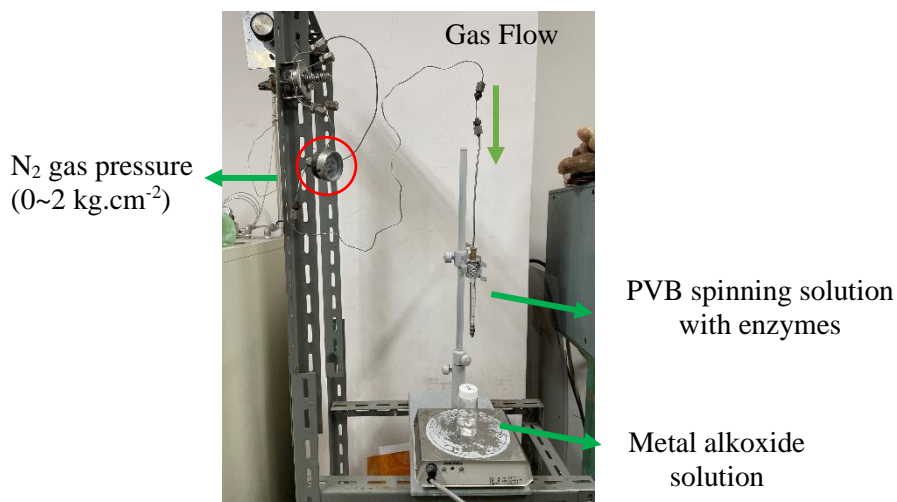 Gas Flow
N₂ gas pressure
(0~2 kg.cm⁻²)
PVB spinning solution
with enzymes
Metal alkoxide
solution